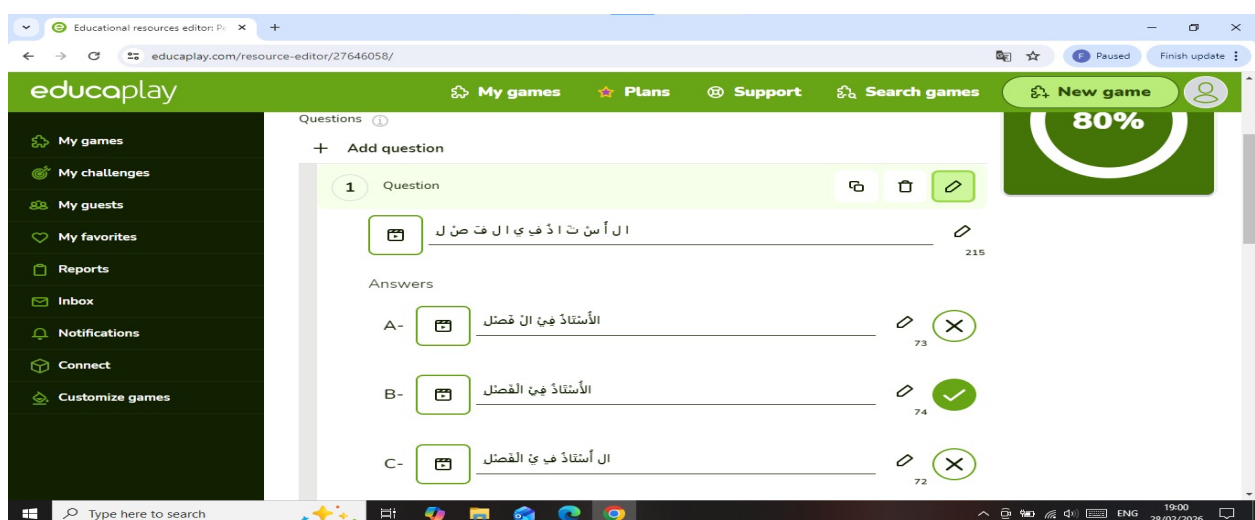 Educational resources editor: Pa
educaplay.com/resource-editor/27646058/
Paused
Finish update
educaplay
My games
Plans
Support
Search games
New game
My games
My challenges
My guests
My favorites
Reports
Inbox
Notifications
Connect
Customize games
Questions
80%
+ Add question
1 Question
ال أَ سْ تَ ا ذُ فِ ي ا ل فَ صْ لِ
215
Answers
A- الأُسْتَاذُ فِيْ الْ فَصْلِ
73
B- الأُسْتَاذُ فِيْ الْفَصْلِ
74
C- ال أُسْتَاذُ فِ يْ الْفَصْلِ
72
Type here to search
ENG
19:00